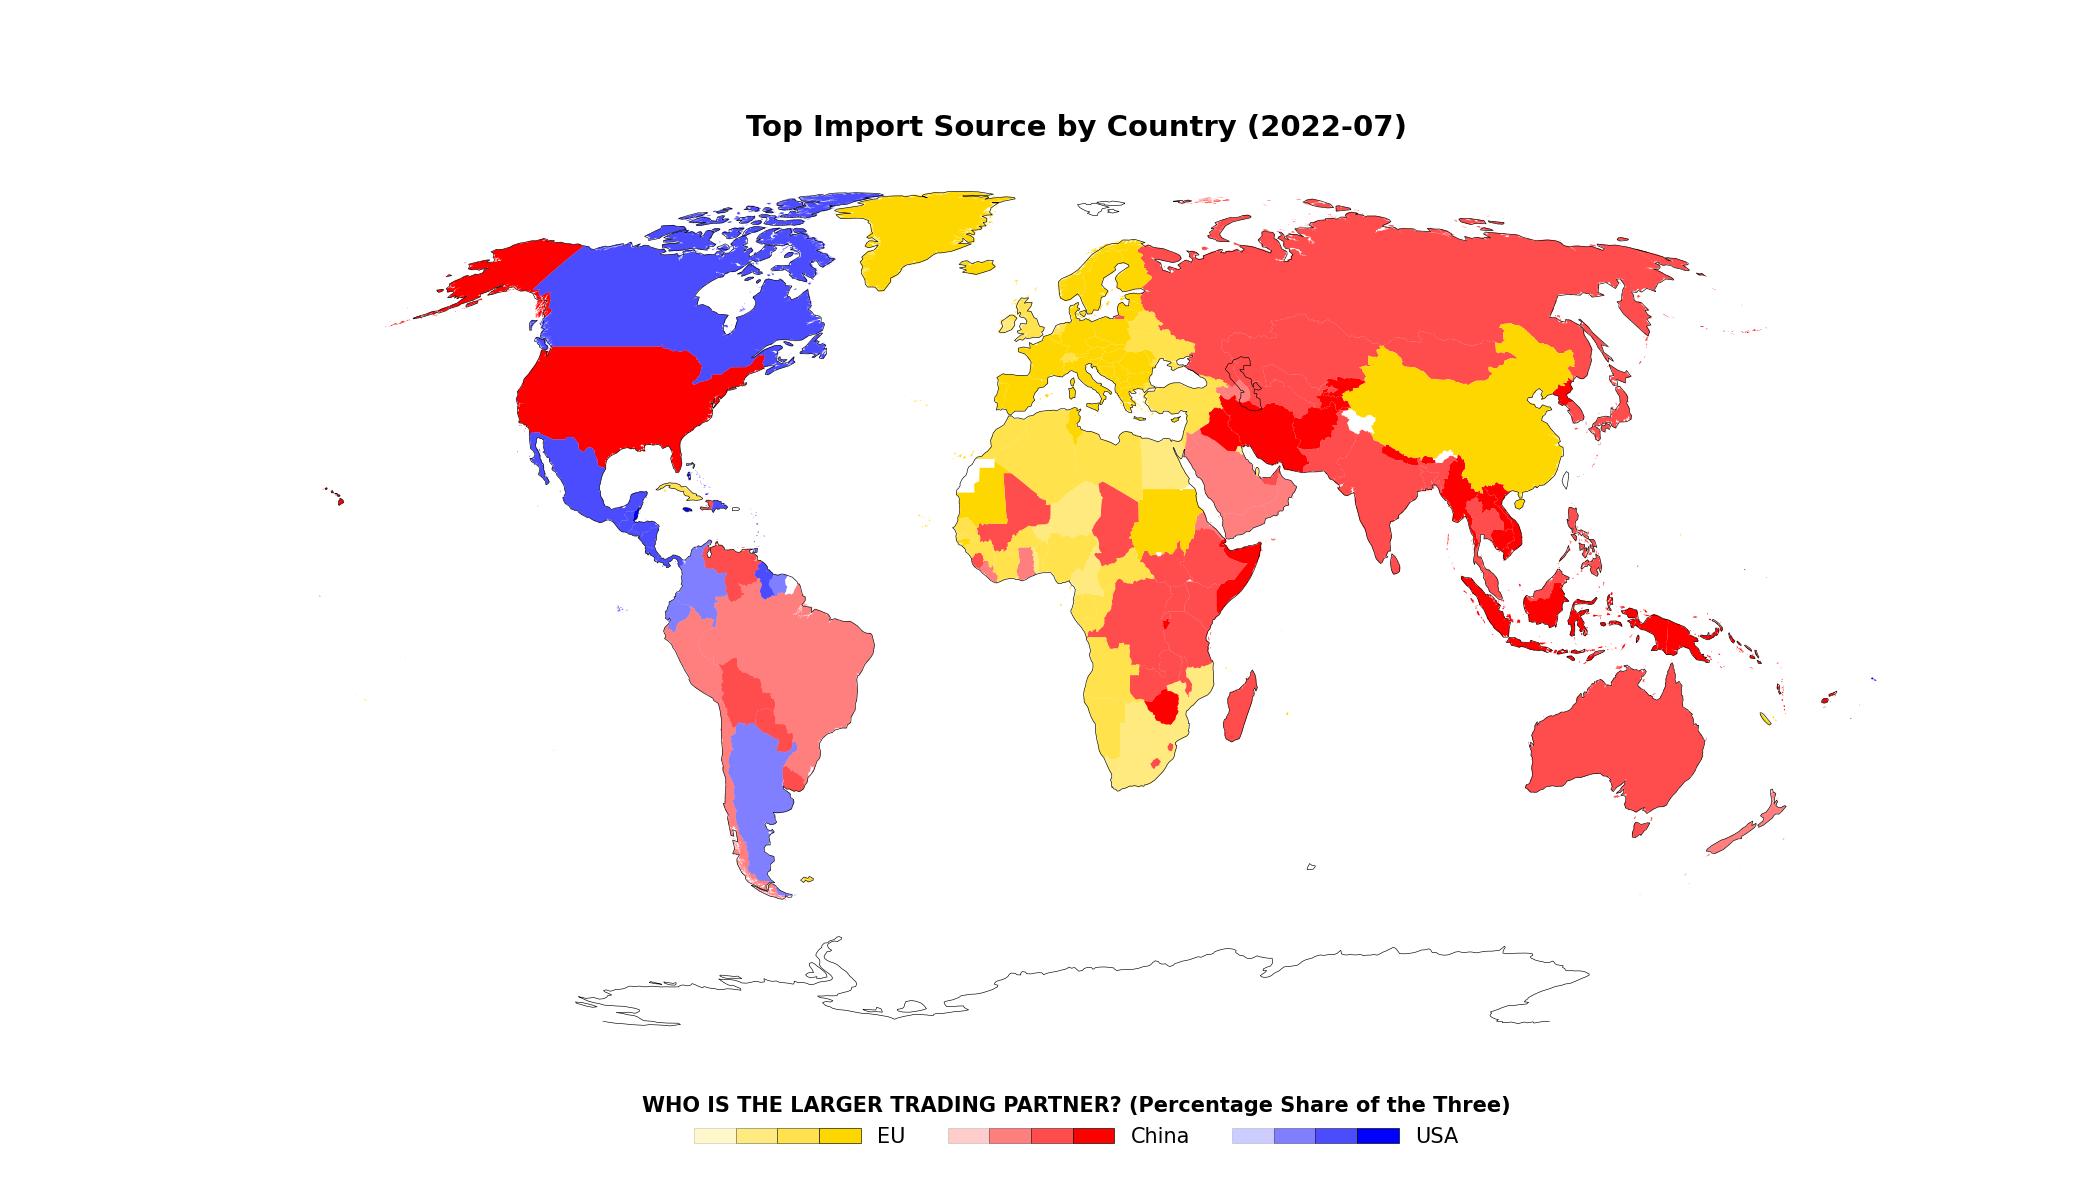 Top Import Source by Country (2022-07)
WHO IS THE LARGER TRADING PARTNER? (Percentage Share of the Three)
EU China USA